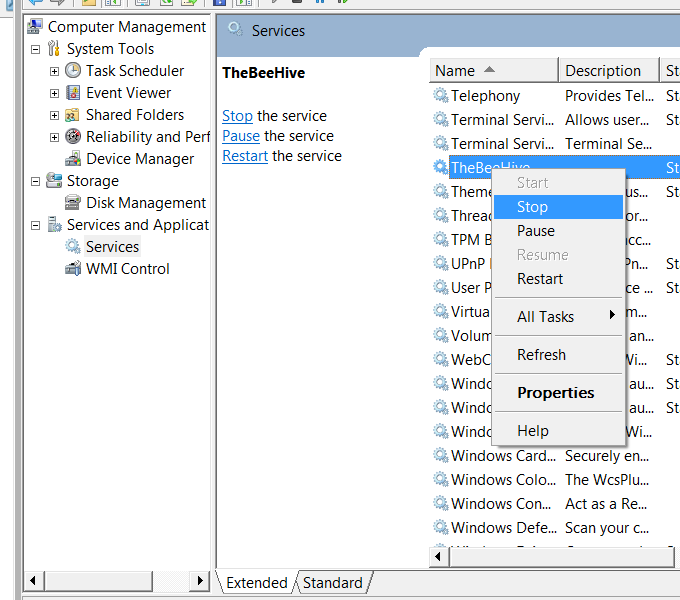 Computer Management
System Tools
Task Scheduler
Event Viewer
Shared Folders
Reliability and Perf
Device Manager
Storage
Disk Management
Services and Applicat
Services
WMI Control
Services
TheBeeHive
Stop the service
Pause the service
Restart the service
Name Description St
Telephony Provides Tel... St
Terminal Servi... Allows user... St
Terminal Servi... Terminal Se...
TheBeeHive St
Theme us... St
Thread or...
TPM B acc...
UPnP Pn... St
User P ce ... St
Virtua m...
Volum an...
WebC Wi... St
Windo au... St
Windo au... St
Windo Wi...
Windows Card... Securely en...
Windows Colo... The WcsPlu...
Windows Con... Act as a Re...
Windows Defe... Scan your c...
Start
Stop
Pause
Resume
Restart
All Tasks
Refresh
Properties
Help
Extended Standard